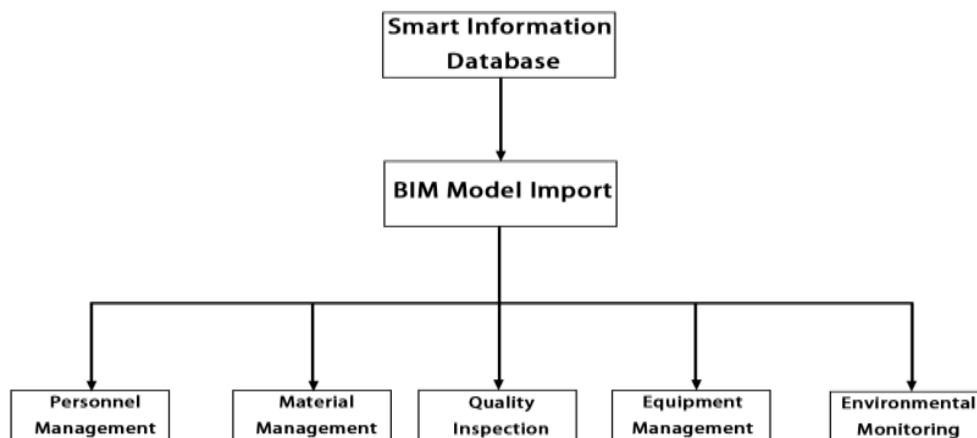 Smart Information
Database
BIM Model Import
Personnel
Management
Material
Management
Quality
Inspection
Equipment
Management
Environmental
Monitoring